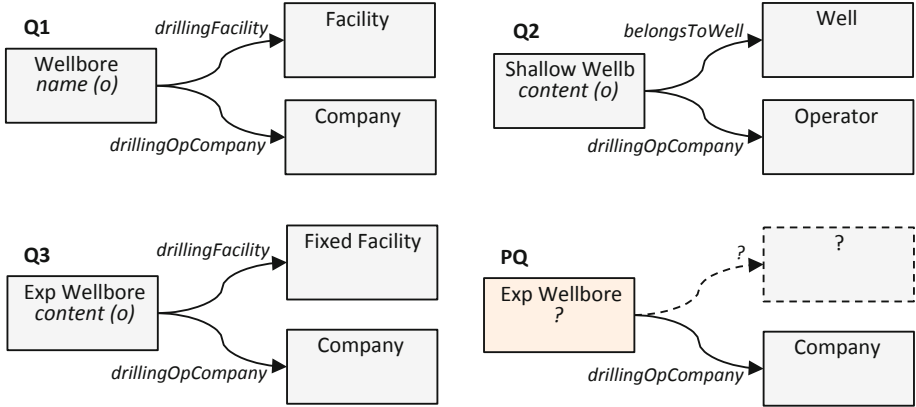 Q1
drillingFacility
Facility
Wellbore
name (o)
Company
drillingOpCompany
Q2
belongsToWell
Well
Shallow Wellb
content (o)
Operator
drillingOpCompany
Q3
drillingFacility
Fixed Facility
Exp Wellbore
content (o)
Company
drillingOpCompany
PQ
?
?
Exp Wellbore
?
Company
drillingOpCompany